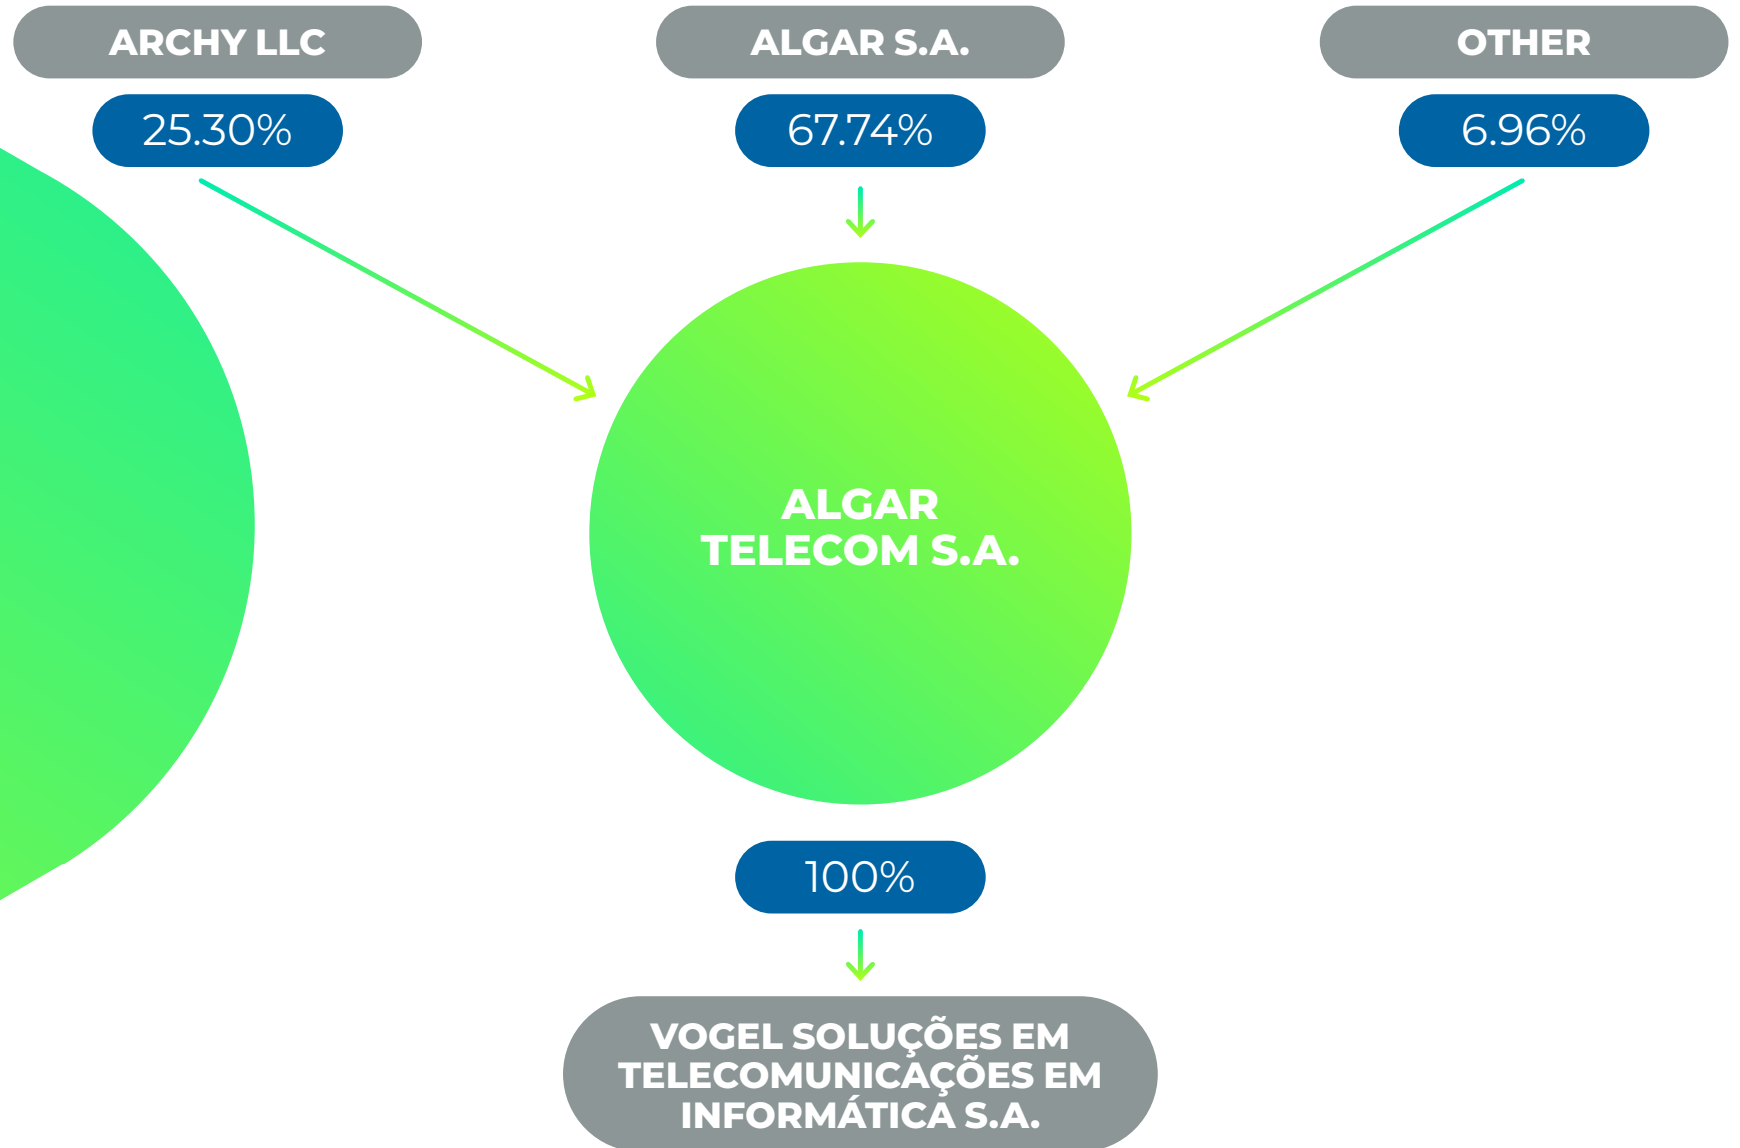 ARCHY LLC
ALGAR S.A.
OTHER
25.30%
67.74%
6.96%
ALGAR
TELECOM S.A.
100%
VOGEL SOLUÇÕES EM
TELECOMUNICAÇÕES EM
INFORMÁTICA S.A.